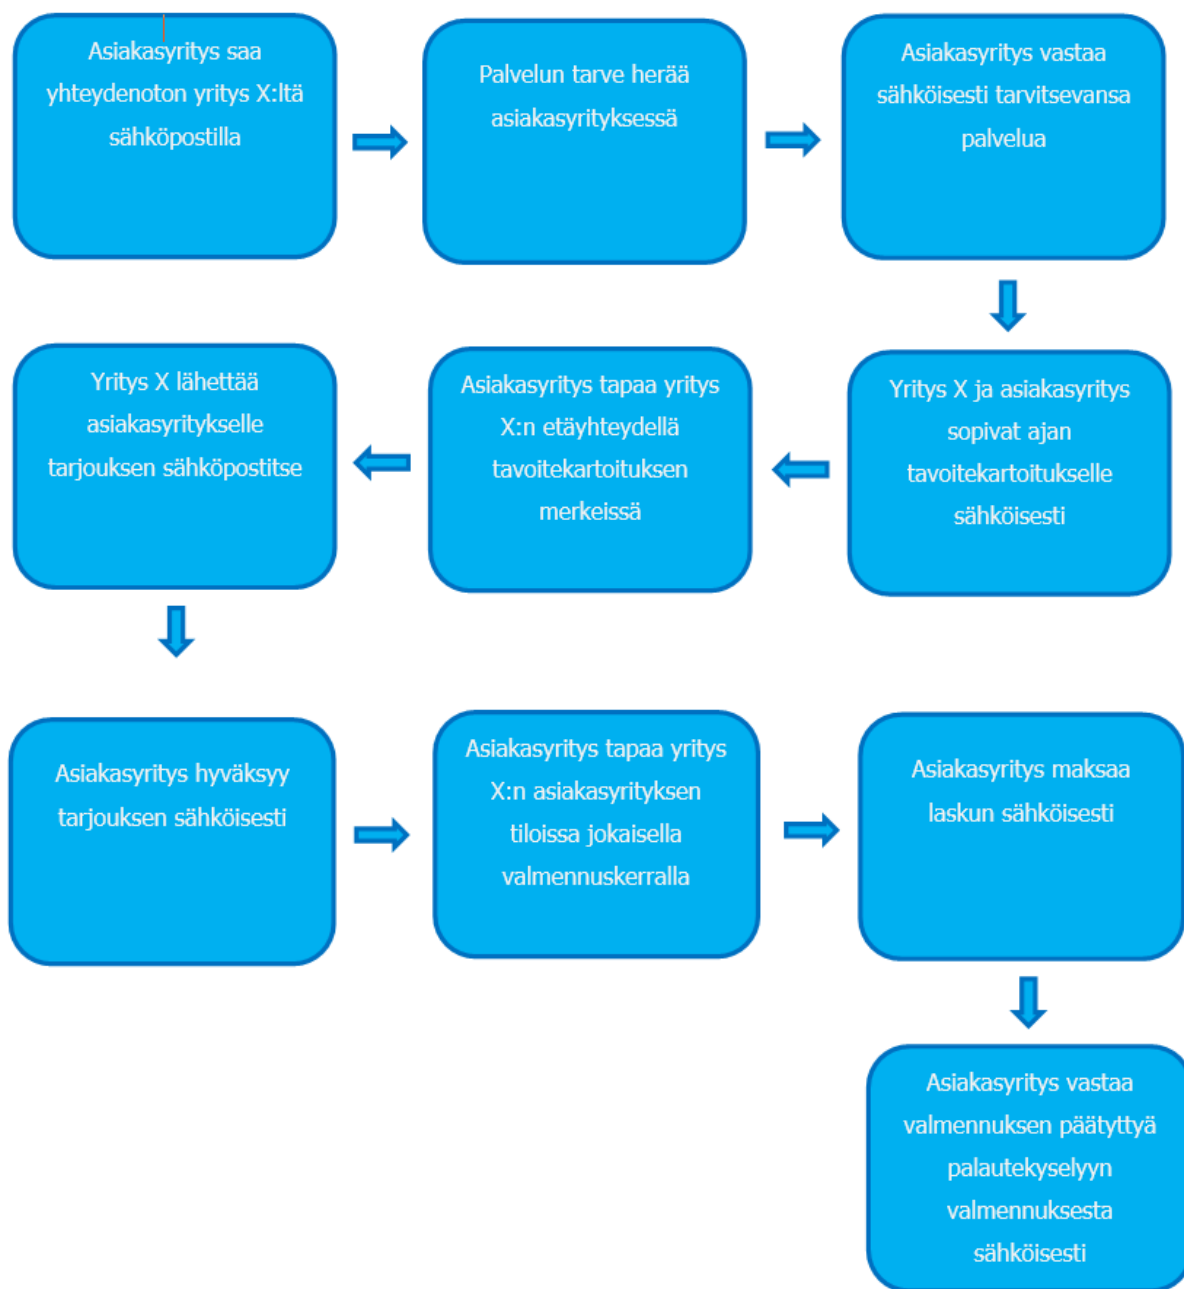 Asiakasyritys saa
yhteydenoton yritys X:ltä
sähköpostilla
Palvelun tarve herää
asiakasyrityksessä
Asiakasyritys vastaa
sähköisesti tarvitsevansa
palvelua
Yritys X ja asiakasyritys
sopivat ajan
tavoitekartoitukselle
sähköisesti
Asiakasyritys tapaa yritys
X:n etäyhteydellä
tavoitekartoituksen
merkeissä
Yritys X lähettää
asiakasyritykselle
tarjouksen sähköpostitse
Asiakasyritys hyväksyy
tarjouksen sähköisesti
Asiakasyritys tapaa yritys
X:n asiakasyrityksen
tiloissa jokaisella
valmennuskerralla
Asiakasyritys maksaa
laskun sähköisesti
Asiakasyritys vastaa
valmennuksen päätyttyä
palautekyselyyn
valmennuksesta
sähköisesti